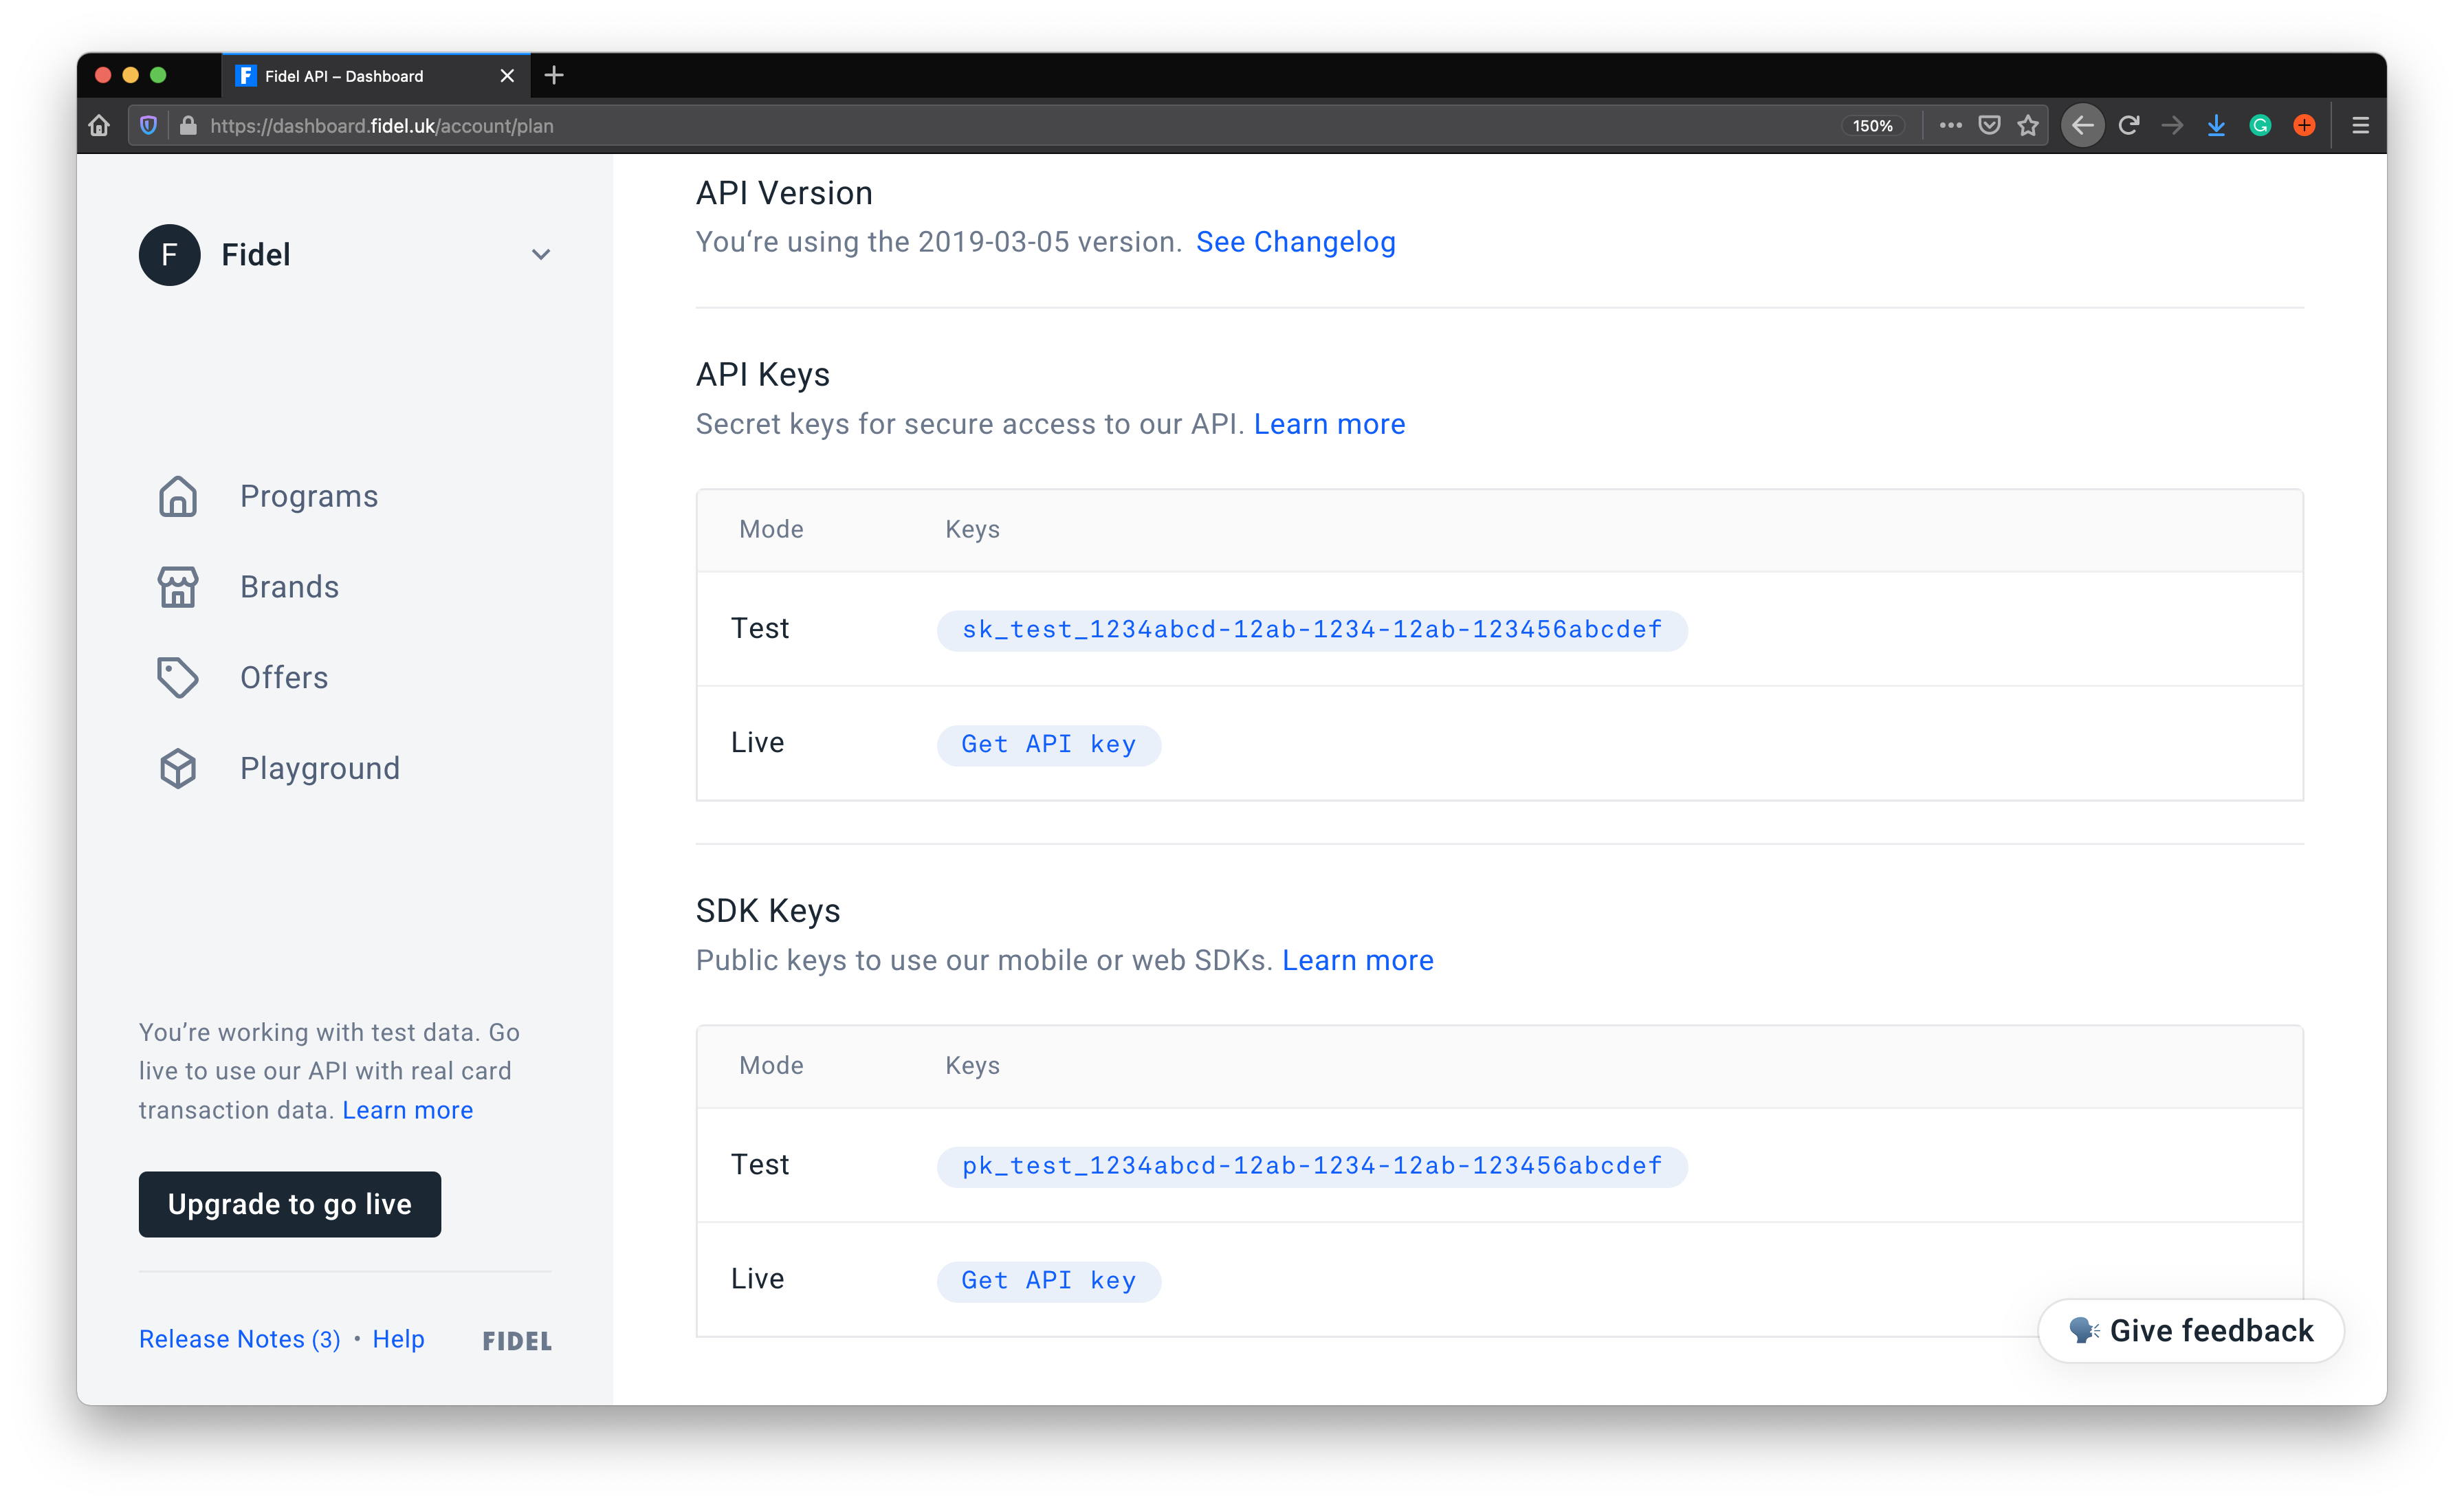 F Fidel API – Dashboard
https://dashboard.fidel.uk/account/plan
150%
F Fidel
Programs
Brands
Offers
Playground
You’re working with test data. Go
live to use our API with real card
transaction data. Learn more
Upgrade to go live
Release Notes (3) • Help FIDEL
API Version
You‘re using the 2019-03-05 version. See Changelog
API Keys
Secret keys for secure access to our API. Learn more
Mode Keys
Test sk_test_1234abcd-12ab-1234-12ab-123456abcdef
Live Get API key
SDK Keys
Public keys to use our mobile or web SDKs. Learn more
Mode Keys
Test pk_test_1234abcd-12ab-1234-12ab-123456abcdef
Live Get API key
Give feedback